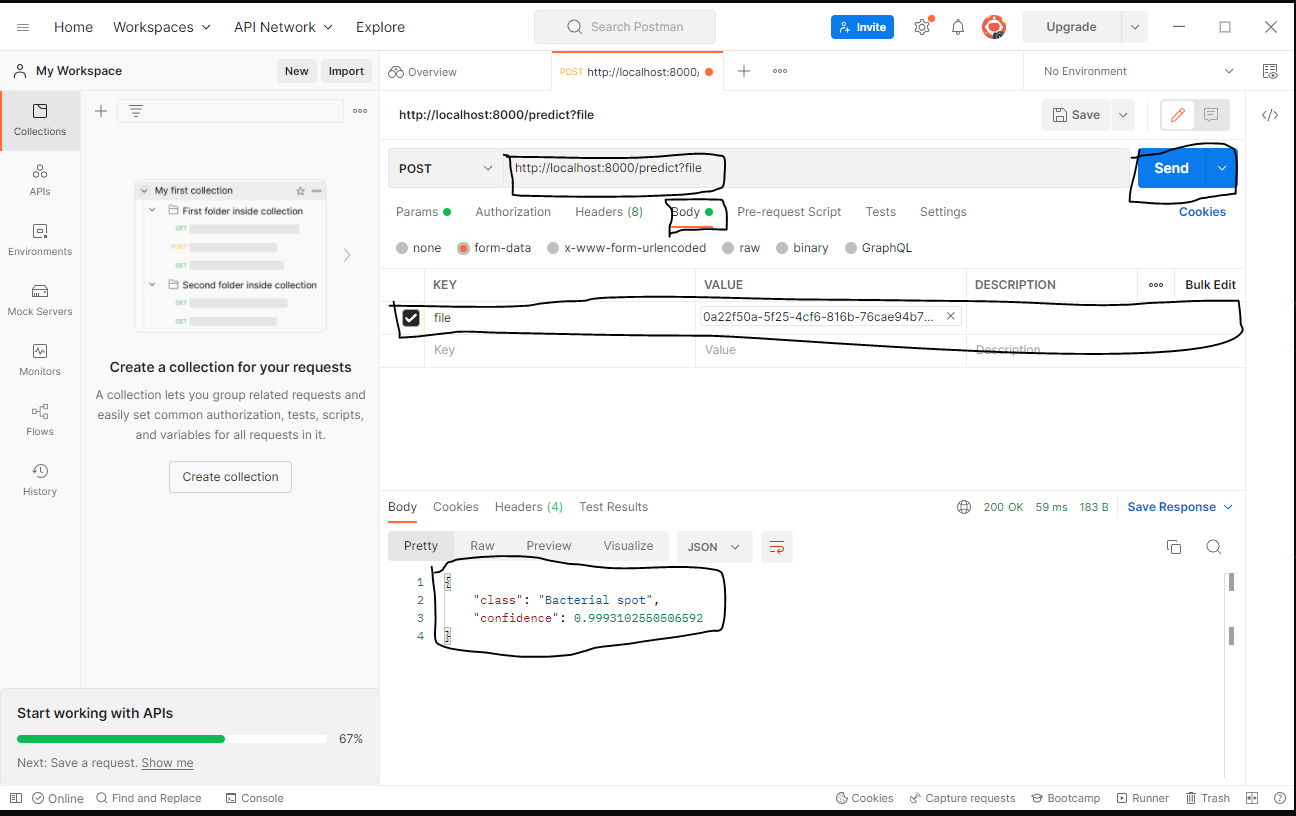 Home Workspaces API Network Explore Search Postman Invite Upgrade
My Workspace New Import Overview POST http://localhost:8000/ No Environment
http://localhost:8000/predict?file Save
Collections
APIs
Environments
Mock Servers
Monitors
Flows
History
My first collection
First folder inside collection
GET
POST
GET
Second folder inside collection
GET
GET
Create a collection for your requests
A collection lets you group related requests and
easily set common authorization, tests, scripts,
and variables for all requests in it.
Create collection
POST http://localhost:8000/predict?file Send
Params Authorization Headers (8) Body Pre-request Script Tests Settings Cookies
none form-data x-www-form-urlencoded raw binary GraphQL
KEY VALUE DESCRIPTION Bulk Edit
file 0a22f50a-5f25-4cf6-816b-76cae94b7...
Key Value Description
Body Cookies Headers (4) Test Results 200 OK 59 ms 183 B Save Response
Pretty Raw Preview Visualize JSON
1 {
2 "class": "Bacterial spot",
3 "confidence": 0.9993102550506592
4 }
Start working with APIs
67%
Next: Save a request. Show me
Online Find and Replace Console Cookies Capture requests Bootcamp Runner Trash